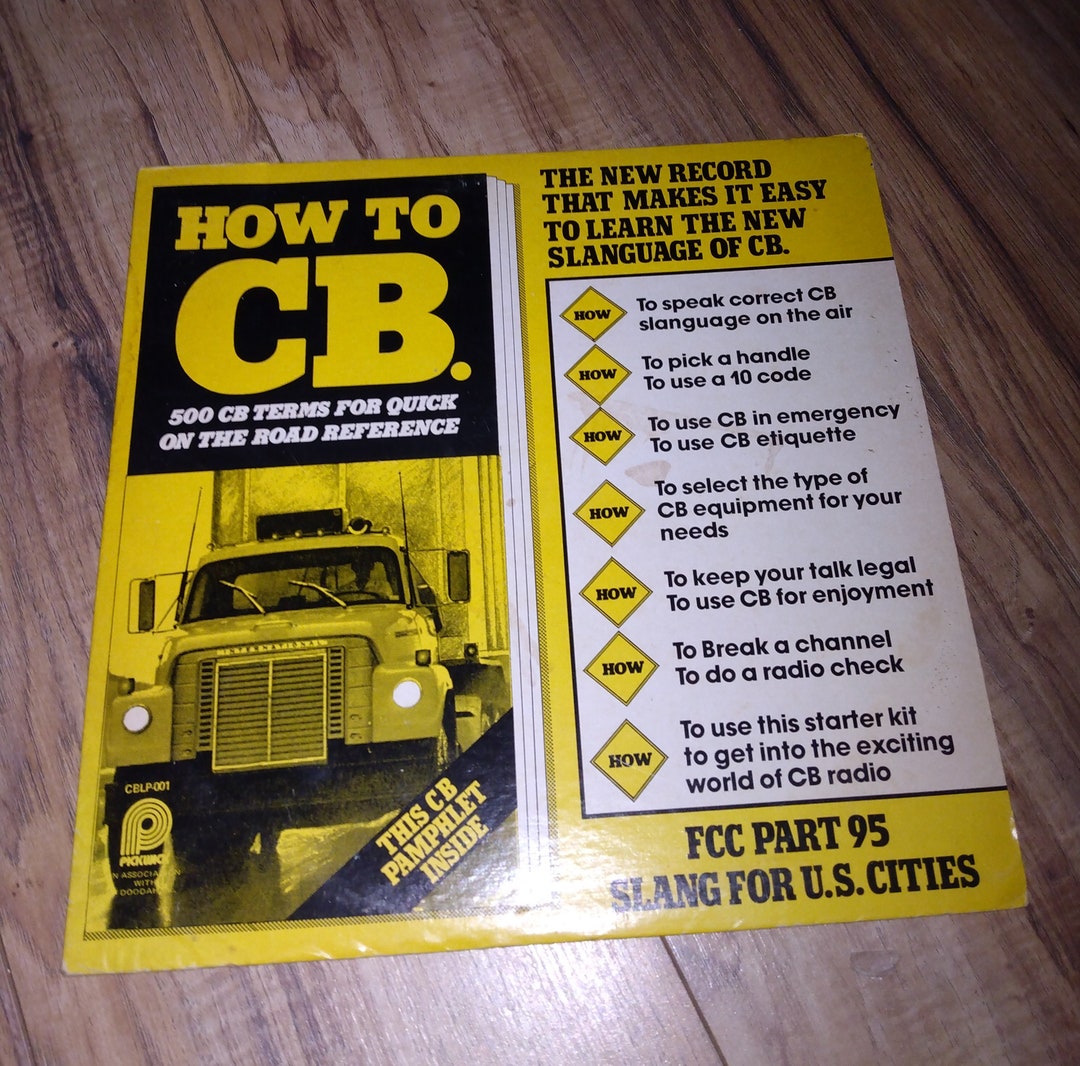 HOW TO
CB.
500 CB TERMS FOR QUICK
ON THE ROAD REFERENCE
INTERNATIONAL
CBLP-001
PICKWICK
ASSOCIATION
WITH
THIS CB
PAMPHLET
INSIDE
THE NEW RECORD
THAT MAKES IT EASY
TO LEARN THE NEW
SLANGUAGE OF CB.
HOW To speak correct CB
slanguage on the air
HOW To pick a handle
To use a 10 code
HOW To use CB in emergency
To use CB etiquette
HOW To select the type of
CB equipment for your
needs
HOW To keep your talk legal
To use CB for enjoyment
HOW To Break a channel
To do a radio check
HOW To use this starter kit
to get into the exciting
world of CB radio
FCC PART 95
SLANG FOR U.S. CITIES